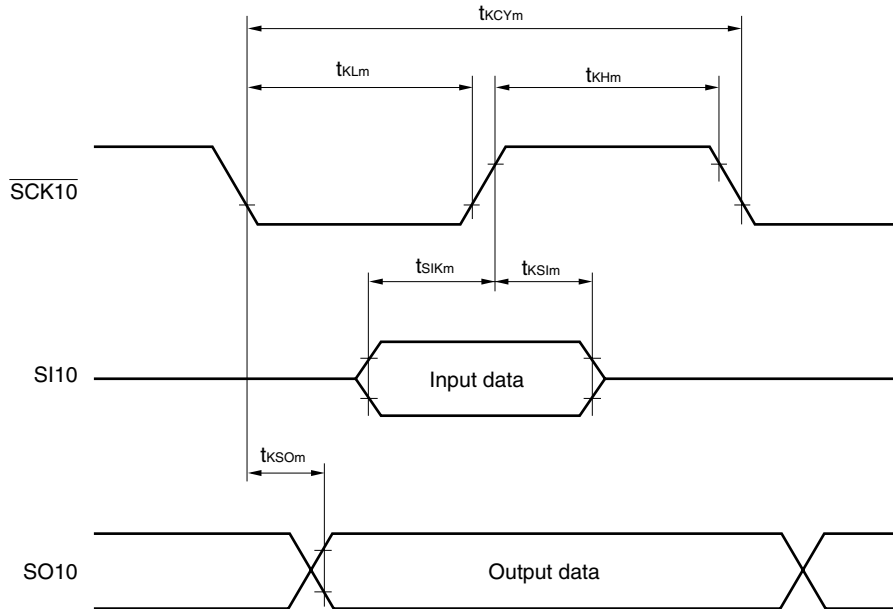 tKCYm
tKLm
tKHm
SCK10
tSIKm
tKSIm
SI10
Input data
tKSOm
SO10
Output data